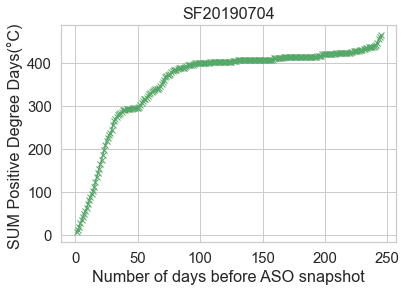 SF20190704
SUM Positive Degree Days(°C)
400
300
200
100
0
0 50 100 150 200 250
Number of days before ASO snapshot